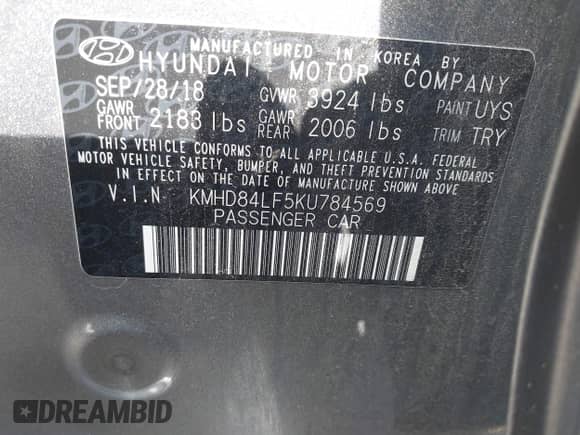 MANUFACTURED IN KOREA BY
HYUNDAI MOTOR COMPANY
SEP/28/18 GVWR 3924 lbs PAINT UYS
GAWR FRONT 2183 lbs GAWR REAR 2006 lbs TRIM TRY
THIS VEHICLE CONFORMS TO ALL APPLICABLE U.S.A. FEDERAL
MOTOR VEHICLE SAFETY, BUMPER, AND THEFT PREVENTION STANDARDS
IN EFFECT ON THE DATE OF MANUFACTURE SHOWN ABOVE
V.I.N KMHD84LF5KU784569
PASSENGER CAR
DREAMBID